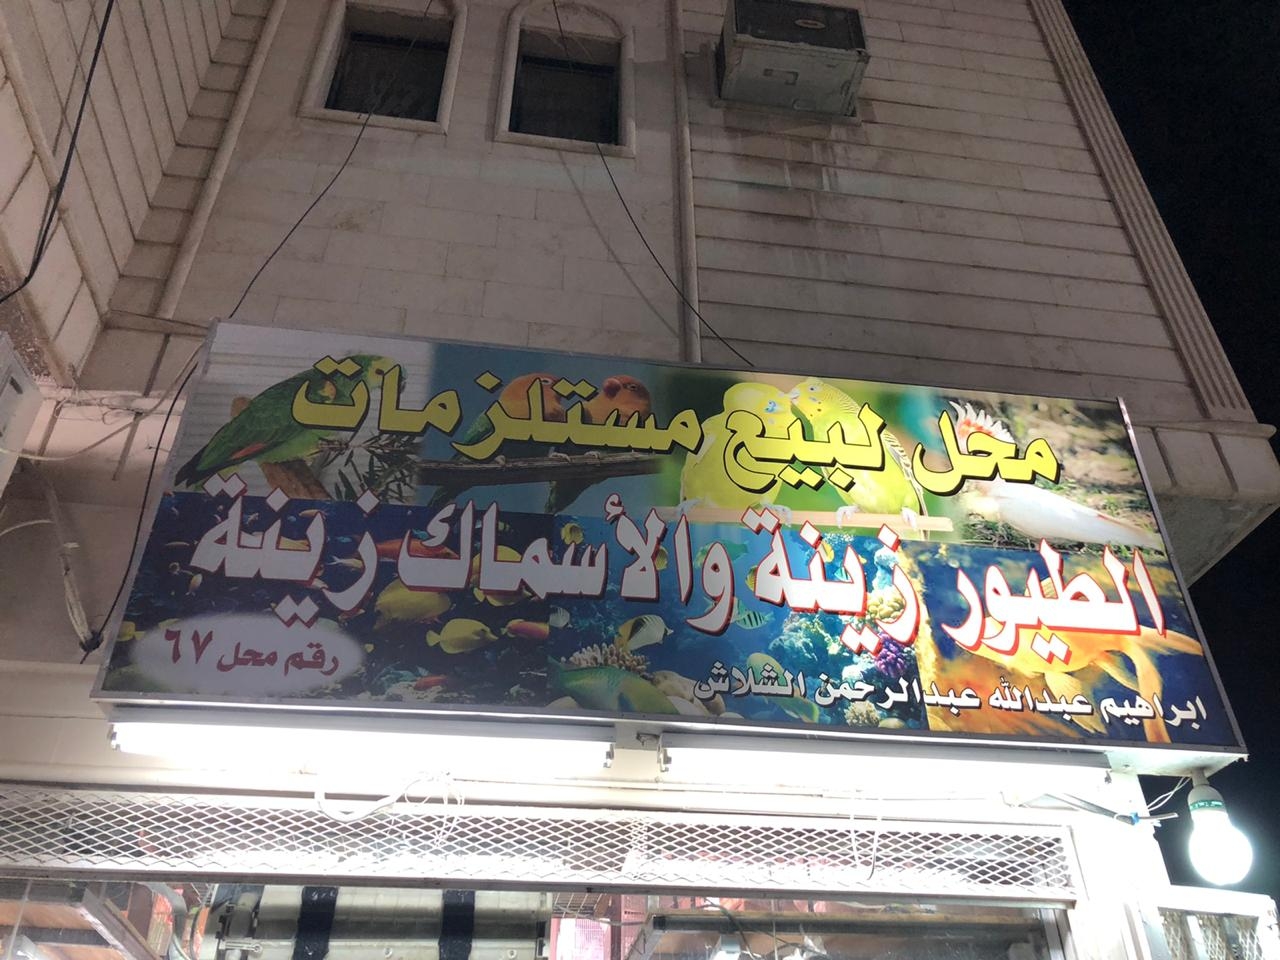 محل لبيع مستلزمات
الطيور زينة والأسماك زينة
ابراهيم عبدالله عبدالرحمن الشلاش
رقم محل ٦٧